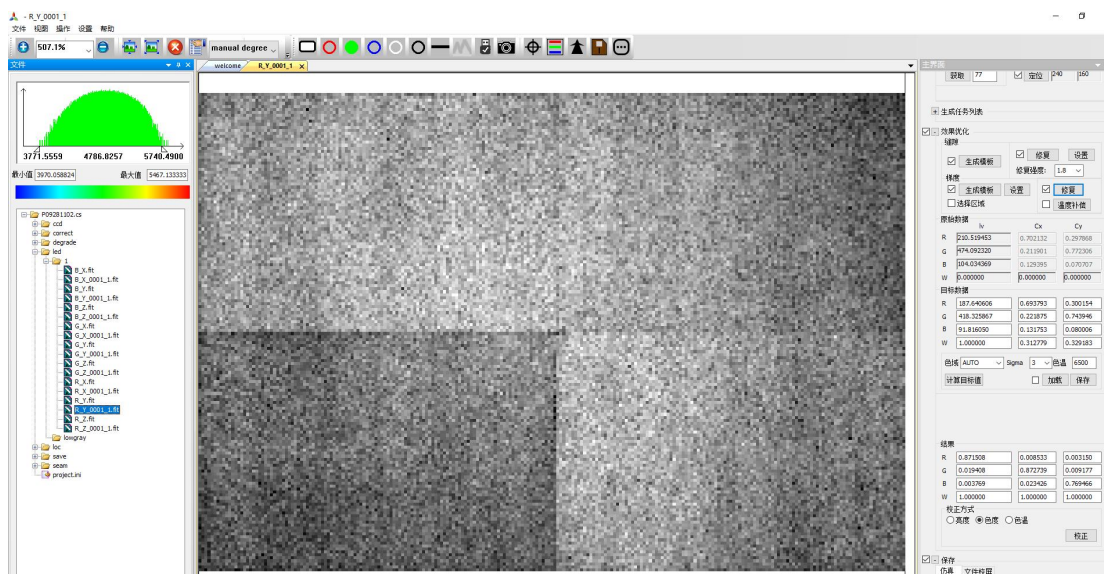 - R_Y_0001_1
文件 视图 操作 设置 帮助
507.1%
manual degree
文件
welcome R_Y_0001_1 x
主界面
3771.5559 4786.8257 5740.4900
最小值 3970.058824 最大值 5467.133333
P09281102.cs
ccd
correct
degrade
led
1
B_X.fit
B_X_0001_1.fit
B_Y.fit
B_Y_0001_1.fit
B_Z.fit
B_Z_0001_1.fit
G_X.fit
G_X_0001_1.fit
G_Y.fit
G_Y_0001_1.fit
G_Z.fit
G_Z_0001_1.fit
R_X.fit
R_X_0001_1.fit
R_Y.fit
R_Y_0001_1.fit
R_Z.fit
R_Z_0001_1.fit
lowgray
loc
save
seam
project.ini
获取 77 定位 240 160
生成任务列表
效果优化
缝隙
生成模板 修复 设置
修复强度: 1.8
梯度
生成模板 设置 修复
选择区域 温度补偿
原始数据
lv Cx Cy
R 210.519453 0.702132 0.297868
G 474.092320 0.211901 0.772306
B 104.034369 0.129395 0.070707
W 0.000000 0.000000 0.000000
目标数据
R 187.640606 0.693793 0.300154
G 418.325867 0.221875 0.743946
B 91.816050 0.131753 0.080006
W 1.000000 0.312779 0.329183
色域 AUTO Sigma 3 色温 6500
计算目标值 加载 保存
结果
R 0.871508 0.008533 0.003150
G 0.019408 0.872739 0.009177
B 0.003769 0.023426 0.769466
W 1.000000 1.000000 1.000000
校正方式
亮度 色度 色温
校正
保存
仿真 文件校屏